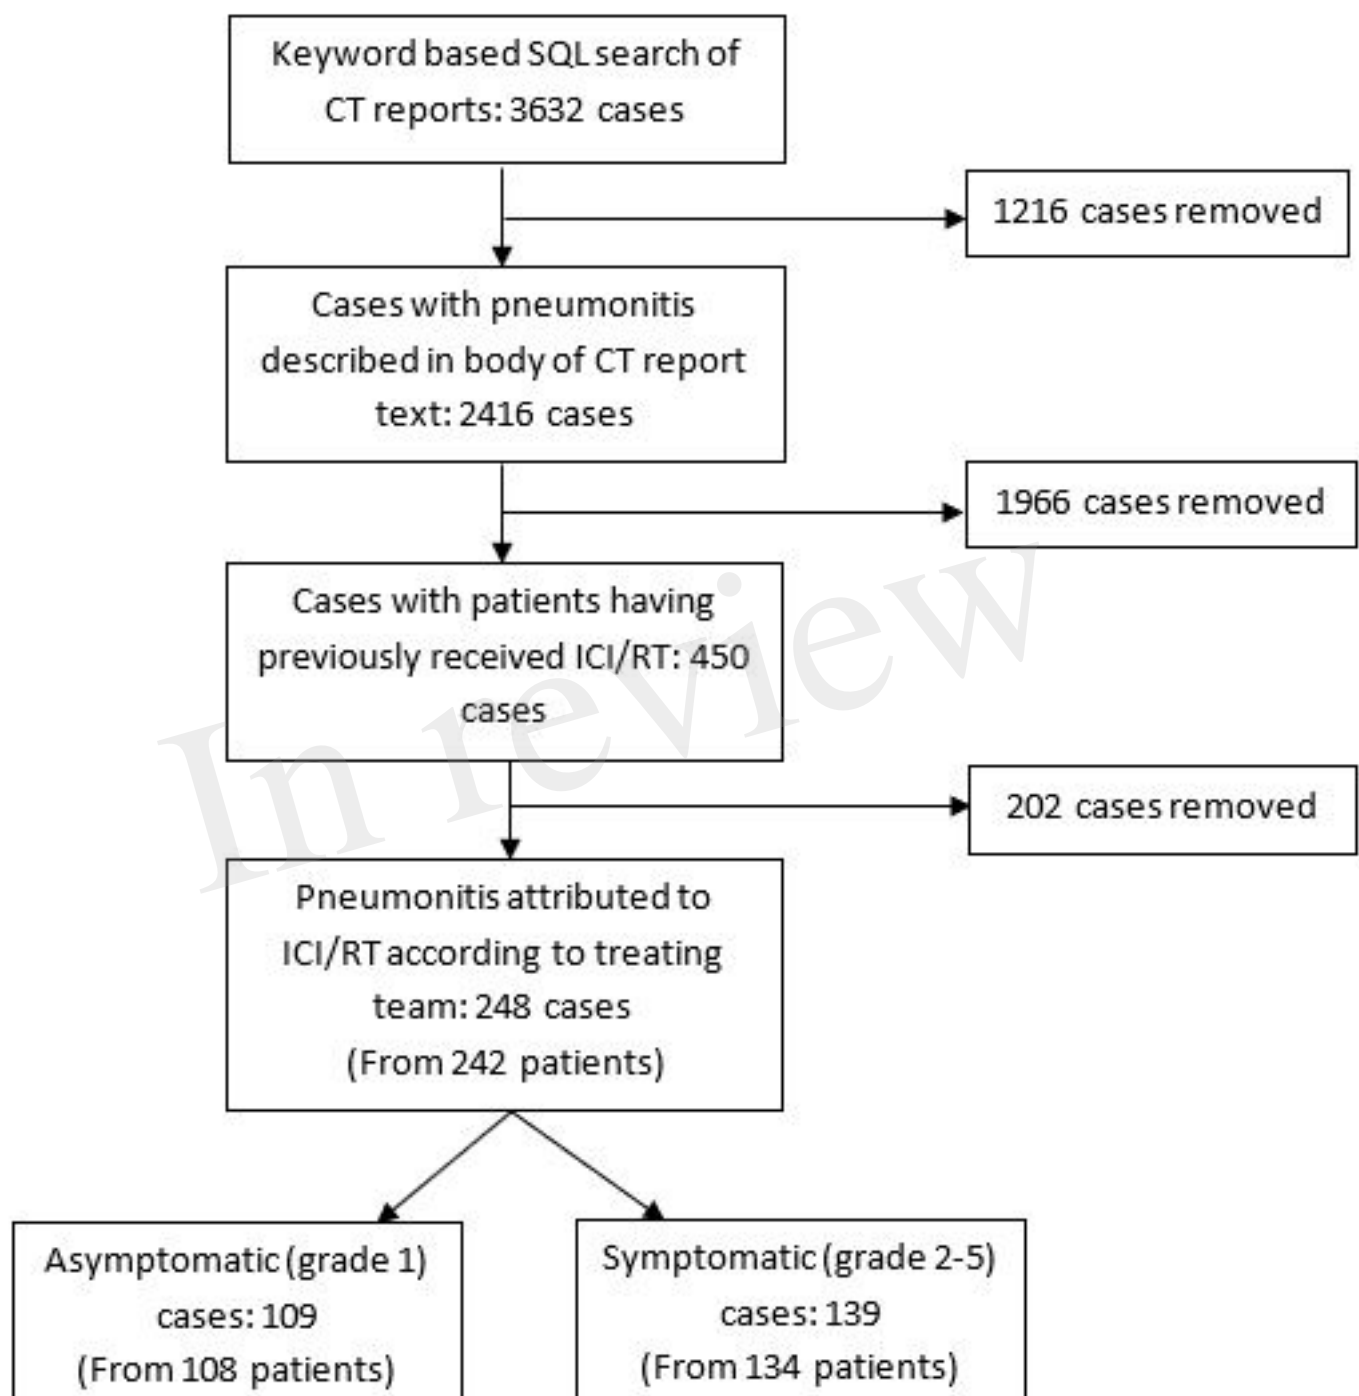 Keyword based SQL search of
CT reports: 3632 cases
1216 cases removed
Cases with pneumonitis
described in body of CT report
text: 2416 cases
1966 cases removed
Cases with patients having
previously received ICI/RT: 450
cases
In review
202 cases removed
Pneumonitis attributed to
ICI/RT according to treating
team: 248 cases
(From 242 patients)
Asymptomatic (grade 1)
cases: 109
(From 108 patients)
Symptomatic (grade 2-5)
cases: 139
(From 134 patients)